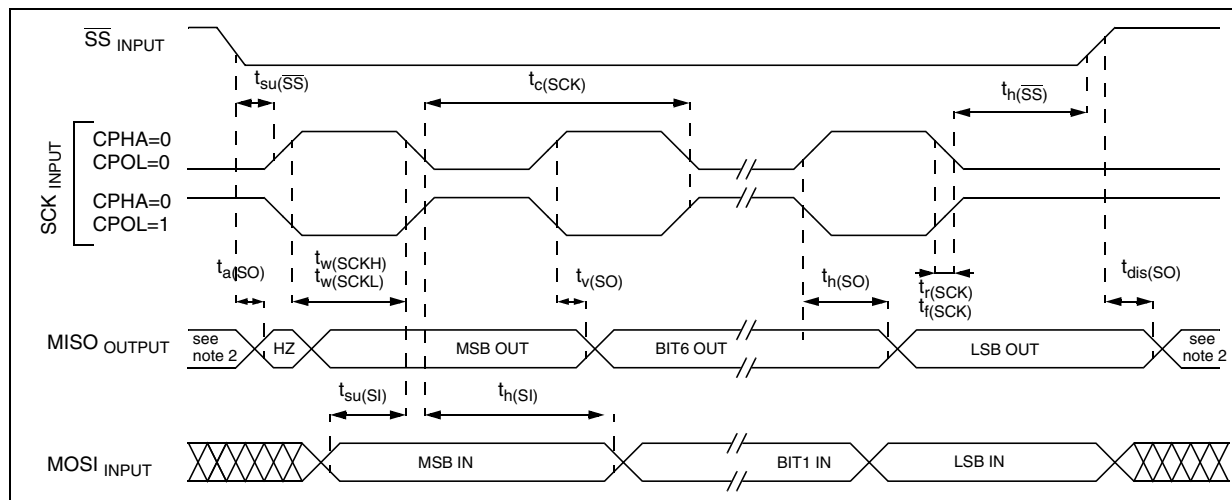 SS INPUT
tsu(SS)
tc(SCK)
th(SS)
SCK INPUT
CPHA=0
CPOL=0
CPHA=0
CPOL=1
ta(SO)
tw(SCKH)
tw(SCKL)
tv(SO)
th(SO)
tr(SCK)
tf(SCK)
tdis(SO)
MISO OUTPUT
see
note 2
HZ
MSB OUT
BIT6 OUT
LSB OUT
see
note 2
tsu(SI)
th(SI)
MOSI INPUT
MSB IN
BIT1 IN
LSB IN